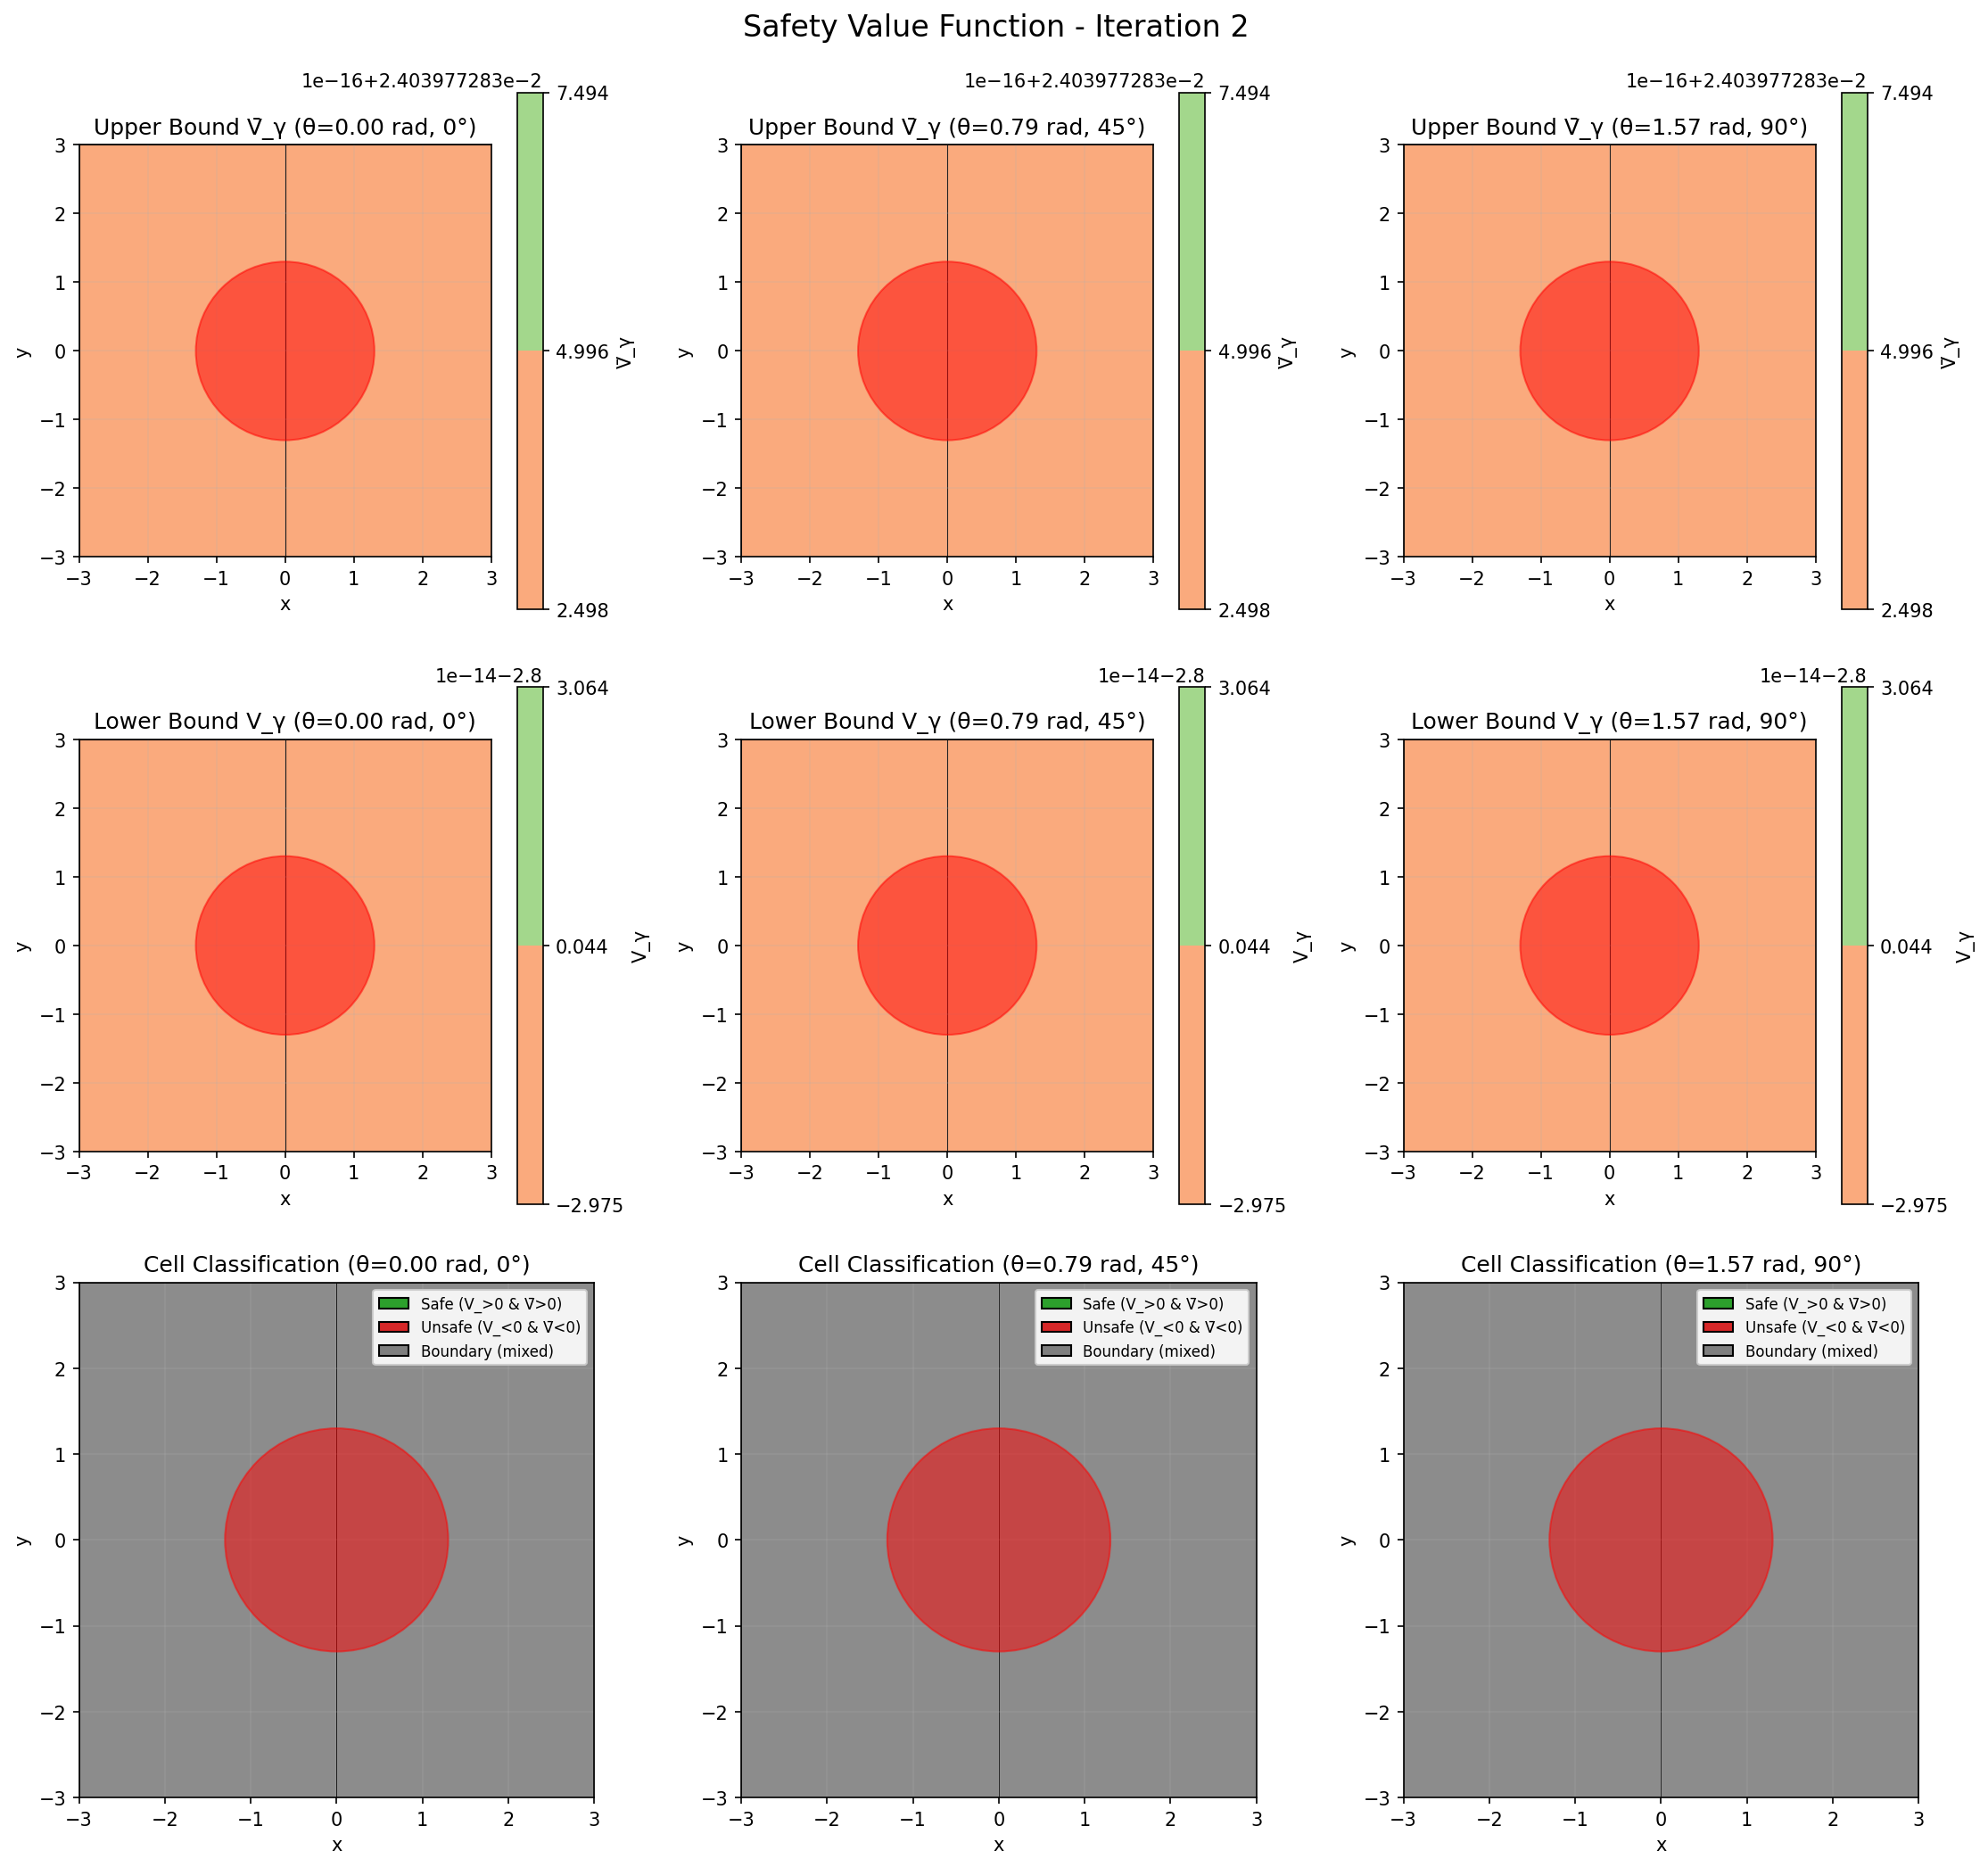 Safety Value Function - Iteration 2
1e−16+2.403977283e−2 1e−16+2.403977283e−2 1e−16+2.403977283e−2
Upper Bound V̄_γ (θ=0.00 rad, 0°) Upper Bound V̄_γ (θ=0.79 rad, 45°) Upper Bound V̄_γ (θ=1.57 rad, 90°)
7.494 7.494 7.494
3 3 3
2 2 2
1 1 1
y 0 4.996 V̄_γ y 0 4.996 V̄_γ y 0 4.996 V̄_γ
−1 −1 −1
−2 −2 −2
−3 −3 −3
−3 −2 −1 0 1 2 3 −3 −2 −1 0 1 2 3 −3 −2 −1 0 1 2 3
x 2.498 x 2.498 x 2.498
1e−14−2.8 1e−14−2.8 1e−14−2.8
3.064 3.064 3.064
Lower Bound V_γ (θ=0.00 rad, 0°) Lower Bound V_γ (θ=0.79 rad, 45°) Lower Bound V_γ (θ=1.57 rad, 90°)
3 3 3
2 2 2
1 1 1
y 0 0.044 V_γ y 0 0.044 V_γ y 0 0.044 V_γ
−1 −1 −1
−2 −2 −2
−3 −3 −3
−3 −2 −1 0 1 2 3 −3 −2 −1 0 1 2 3 −3 −2 −1 0 1 2 3
x −2.975 x −2.975 x −2.975
Cell Classification (θ=0.00 rad, 0°) Cell Classification (θ=0.79 rad, 45°) Cell Classification (θ=1.57 rad, 90°)
3 Safe (V_>0 & V̄>0) 3 Safe (V_>0 & V̄>0) 3 Safe (V_>0 & V̄>0)
Unsafe (V_<0 & V̄<0) Unsafe (V_<0 & V̄<0) Unsafe (V_<0 & V̄<0)
Boundary (mixed) Boundary (mixed) Boundary (mixed)
2 2 2
1 1 1
y 0 y 0 y 0
−1 −1 −1
−2 −2 −2
−3 −3 −3
−3 −2 −1 0 1 2 3 −3 −2 −1 0 1 2 3 −3 −2 −1 0 1 2 3
x x x